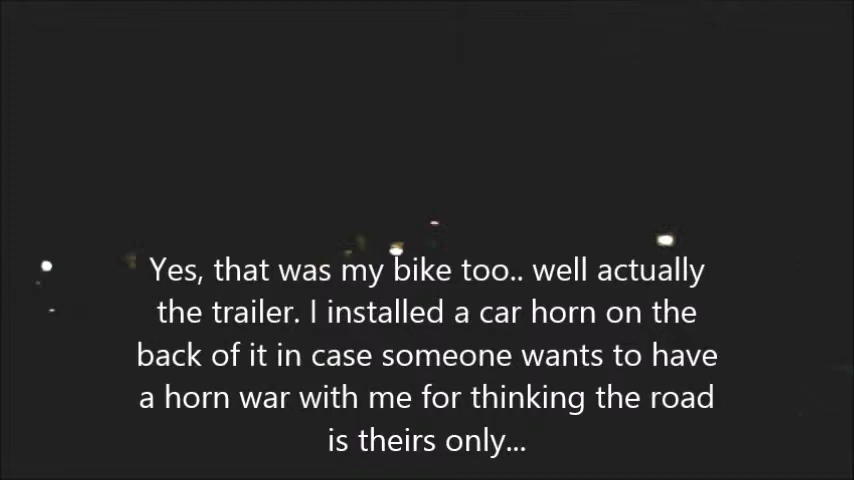 Yes, that was my bike too.. well actually
the trailer. I installed a car horn on the
back of it in case someone wants to have
a horn war with me for thinking the road
is theirs only...